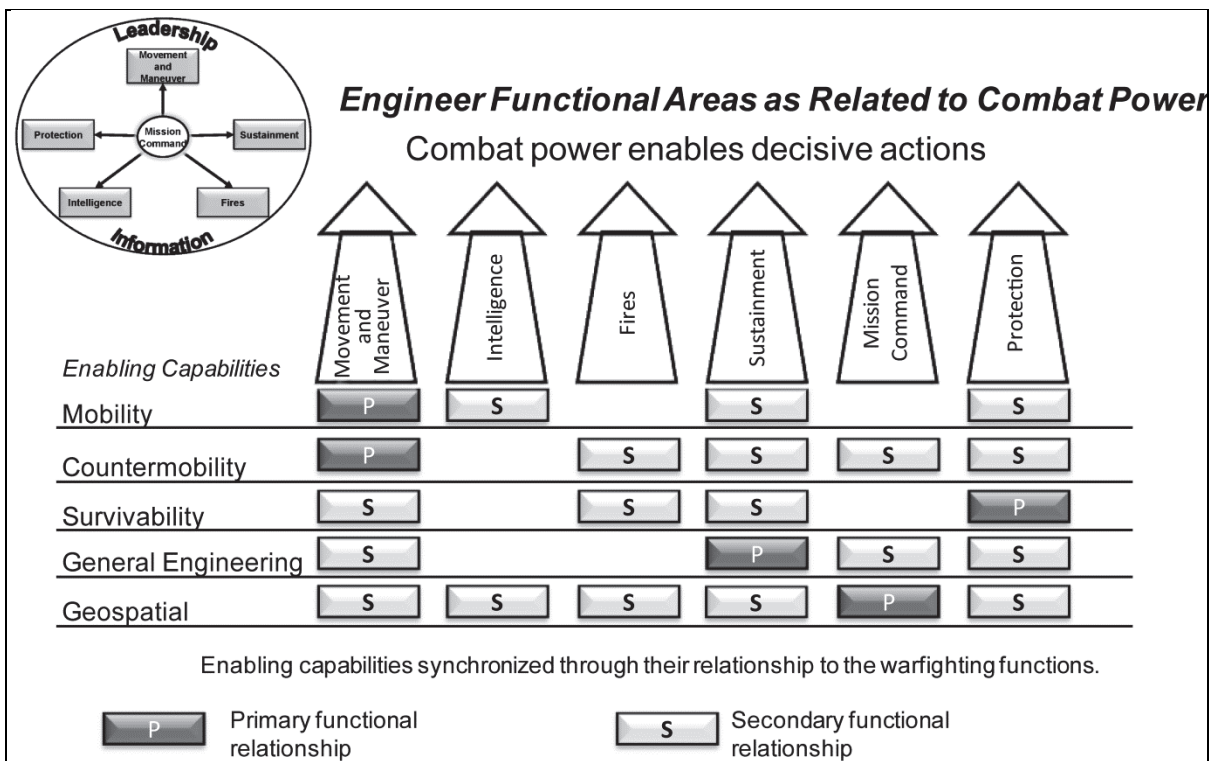 Leadership
Movement
and
Maneuver
Protection
Mission
Command
Sustainment
Intelligence
Fires
Information
Engineer Functional Areas as Related to Combat Power
Combat power enables decisive actions
Movement
and
Maneuver
Intelligence
Fires
Sustainment
Mission
Command
Protection
Enabling Capabilities
Mobility P S S S
Countermobility P S S S S
Survivability S S S P
General Engineering S P S S
Geospatial S S S S P S
Enabling capabilities synchronized through their relationship to the warfighting functions.
P Primary functional
relationship
S Secondary functional
relationship